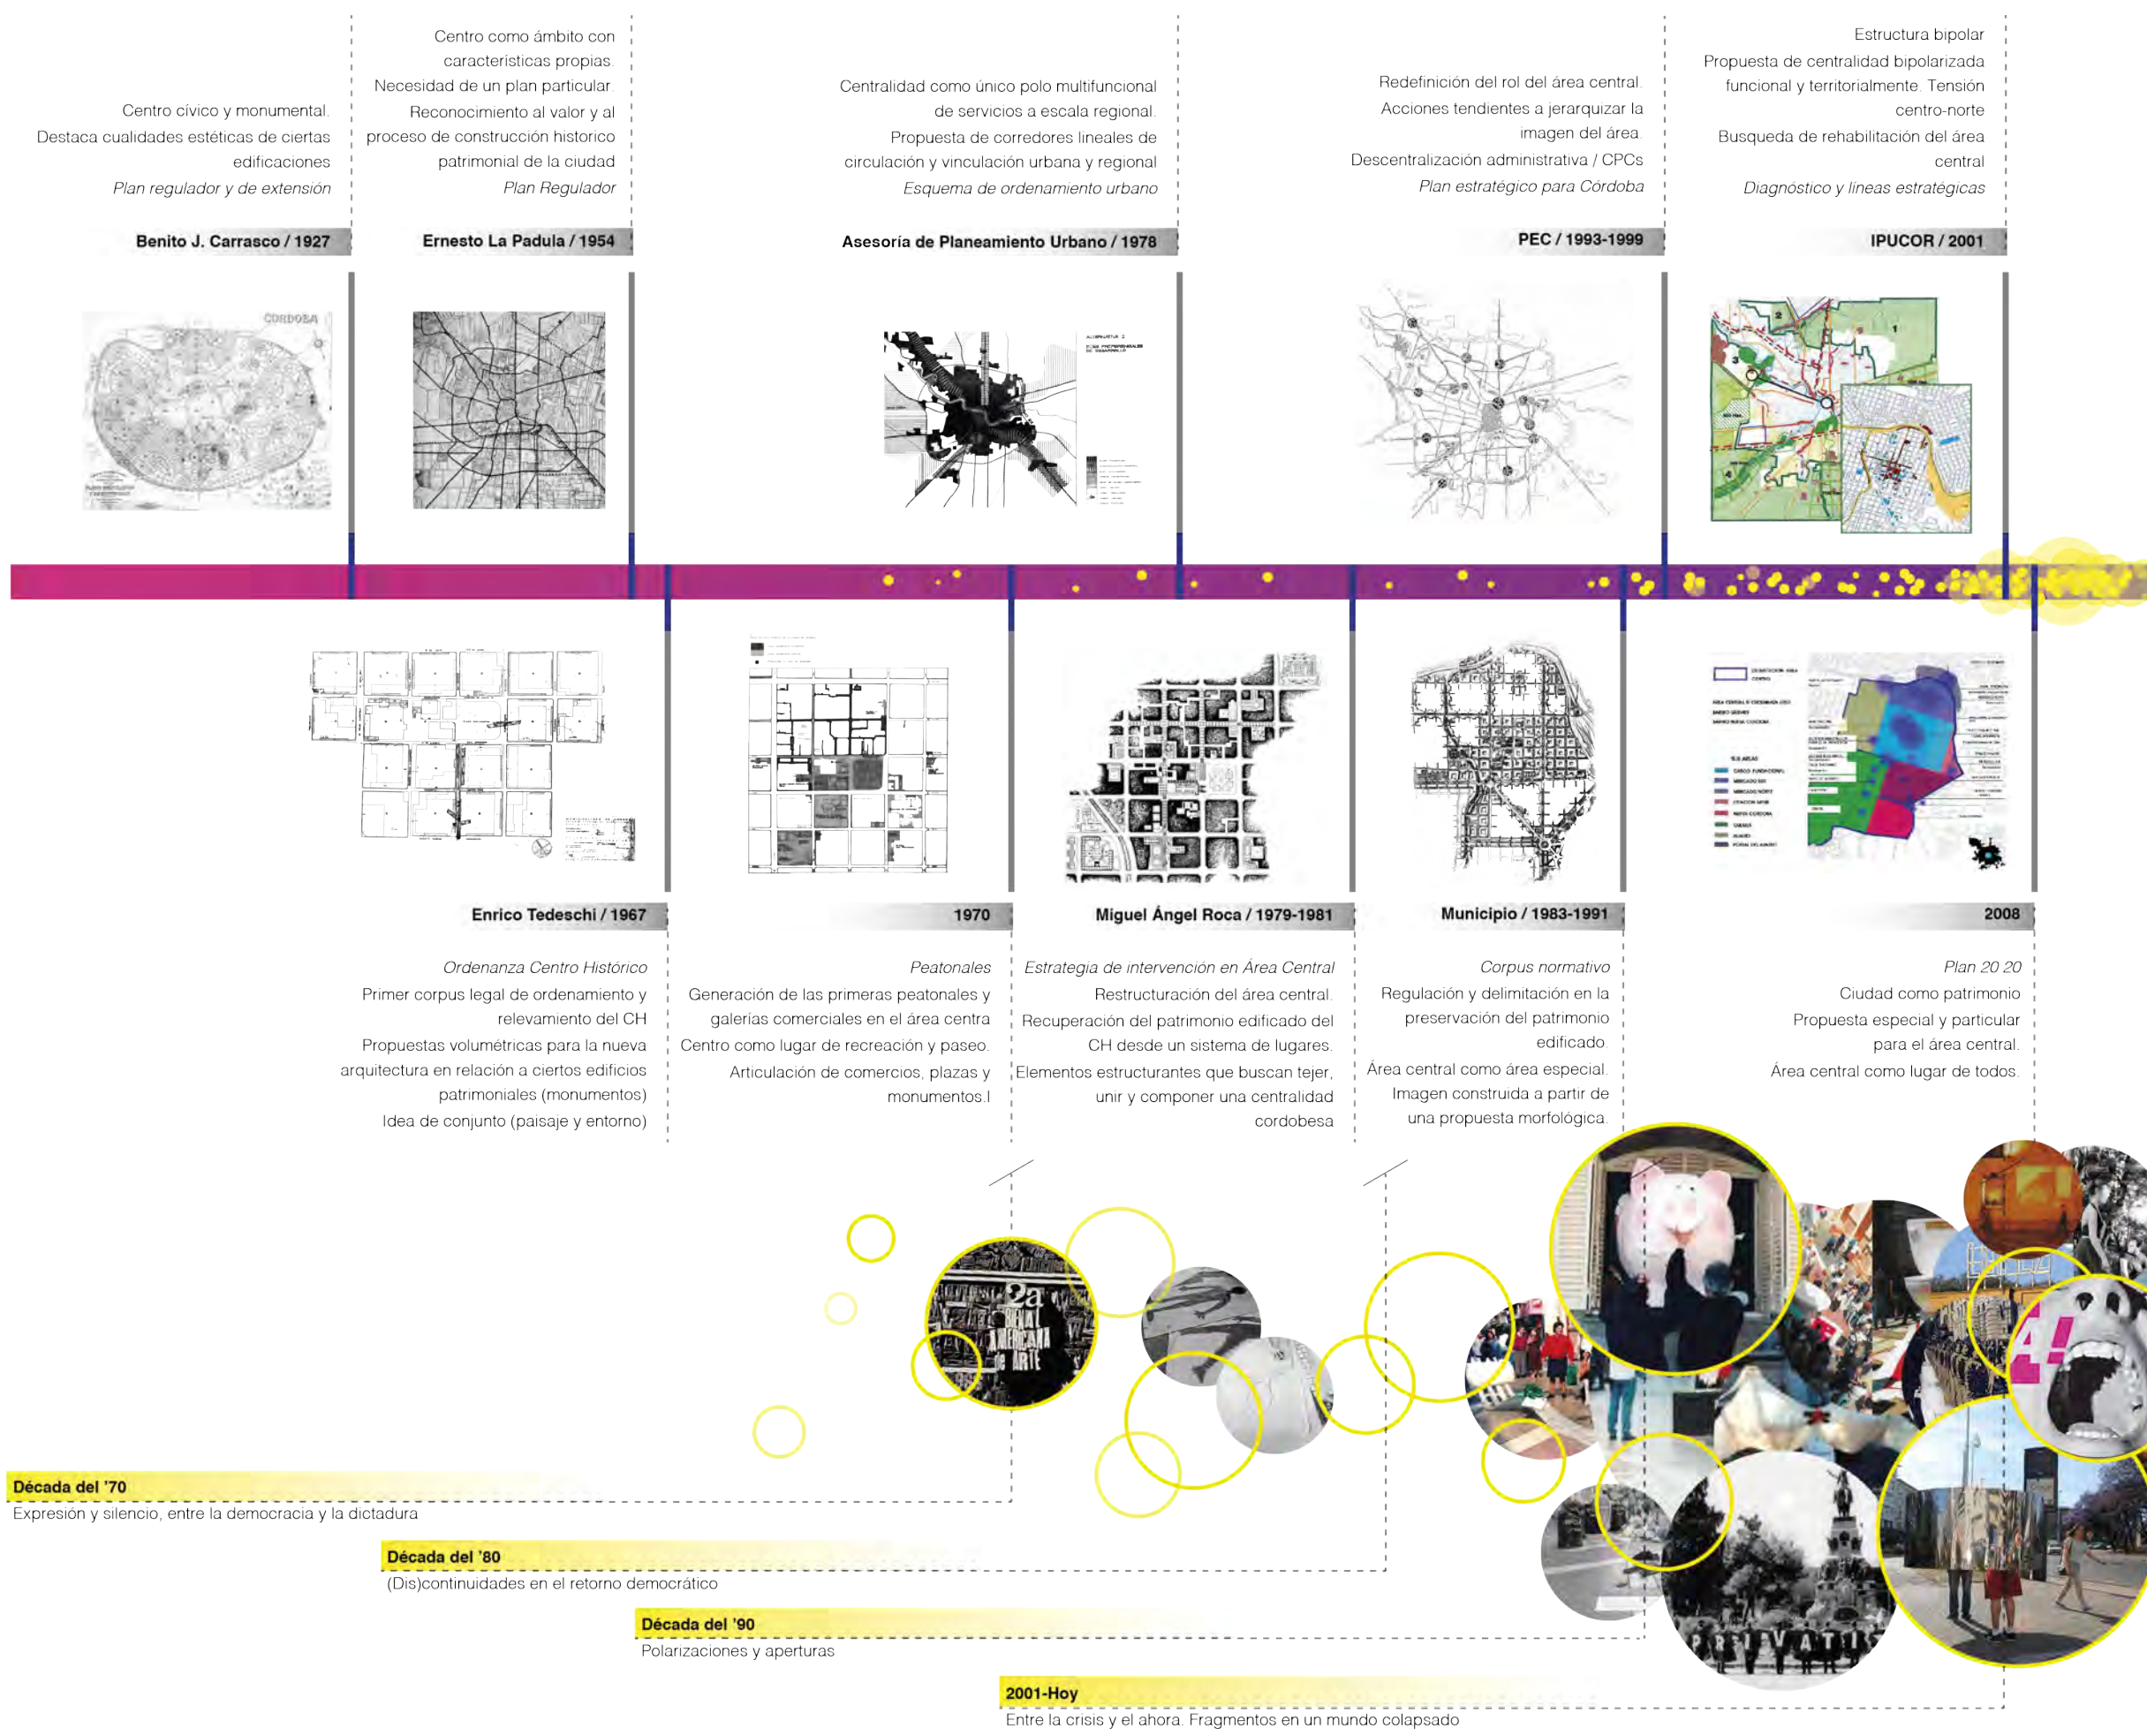 Centro cívico y monumental.
Destaca cualidades estéticas de ciertas
edificaciones
Plan regulador y de extensión
Benito J. Carrasco / 1927
Centro como ámbito con
características propias.
Necesidad de un plan particular.
Reconocimiento al valor y al
proceso de construcción historico
patrimonial de la ciudad
Plan Regulador
Ernesto La Padula / 1954
Centralidad como único polo multifuncional
de servicios a escala regional.
Propuesta de corredores lineales de
circulación y vinculación urbana y regional
Esquema de ordenamiento urbano
Asesoría de Planeamiento Urbano / 1978
Redefinición del rol del área central.
Acciones tendientes a jerarquizar la
imagen del área.
Descentralización administrativa / CPCs
Plan estratégico para Córdoba
PEC / 1993-1999
Estructura bipolar
Propuesta de centralidad bipolarizada
funcional y territorialmente. Tensión
centro-norte
Busqueda de rehabilitación del área
central
Diagnóstico y líneas estratégicas
IPUCOR / 2001
CORDOBA
2
1
3
4
Enrico Tedeschi / 1967
Ordenanza Centro Histórico
Primer corpus legal de ordenamiento y
relevamiento del CH
Propuestas volumétricas para la nueva
arquitectura en relación a ciertos edificios
patrimoniales (monumentos)
Idea de conjunto (paisaje y entorno)
1970
Peatonales
Generación de las primeras peatonales y
galerías comerciales en el área centra
Centro como lugar de recreación y paseo.
Articulación de comercios, plazas y
monumentos.l
Miguel Ángel Roca / 1979-1981
Estrategia de intervención en Área Central
Restructuración del área central.
Recuperación del patrimonio edificado del
CH desde un sistema de lugares.
Elementos estructurantes que buscan tejer,
unir y componer una centralidad
cordobesa
Municipio / 1983-1991
Corpus normativo
Regulación y delimitación en la
preservación del patrimonio
edificado.
Área central como área especial.
Imagen construida a partir de
una propuesta morfológica.
2008
Plan 20 20
Ciudad como patrimonio
Propuesta especial y particular
para el área central.
Área central como lugar de todos.
2a
BIENAL
AMERICANA
de ARTE
A!
Década del '70
Expresión y silencio, entre la democracia y la dictadura
Década del '80
(Dis)continuidades en el retorno democrático
Década del '90
Polarizaciones y aperturas
2001-Hoy
Entre la crisis y el ahora. Fragmentos en un mundo colapsado